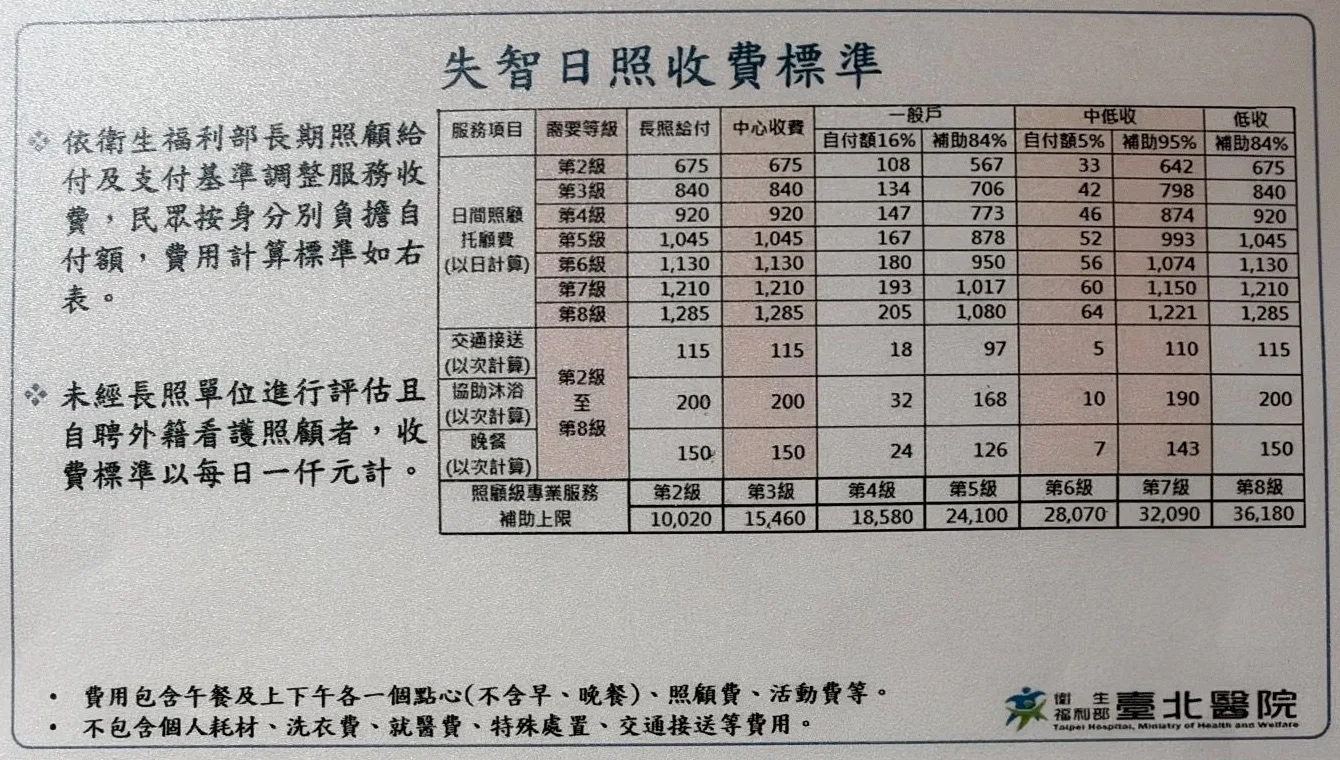 失智日照收費標準
❖ 依衛生福利部長期照顧給
付及支付基準調整服務收
費，民眾按身分別負擔自
付額，費用計算標準如右
表。
❖ 未經長照單位進行評估且
自聘外籍看護照顧者，收
費標準以每日一仟元計。
服務項目 需要等級 長照給付 中心收費 一般戶 中低收 低收
自付額16% 補助84% 自付額5% 補助95% 補助84%
日間照顧
托顧費
(以日計算)
第2級 675 675 108 567 33 642 675
第3級 840 840 134 706 42 798 840
第4級 920 920 147 773 46 874 920
第5級 1,045 1,045 167 878 52 993 1,045
第6級 1,130 1,130 180 950 56 1,074 1,130
第7級 1,210 1,210 193 1,017 60 1,150 1,210
第8級 1,285 1,285 205 1,080 64 1,221 1,285
第2級
至
第8級
交通接送
(以次計算) 115 115 18 97 5 110 115
協助沐浴
(以次計算) 200 200 32 168 10 190 200
晚餐
(以次計算) 150 150 24 126 7 143 150
照顧級專業服務 第2級 第3級 第4級 第5級 第6級 第7級 第8級
補助上限 10,020 15,460 18,580 24,100 28,070 32,090 36,180
• 費用包含午餐及上下午各一個點心(不含早、晚餐)、照顧費、活動費等。
• 不包含個人耗材、洗衣費、就醫費、特殊處置、交通接送等費用。
衛生
福利部 臺北醫院
Taipei Hospital, Ministry of Health and Welfare